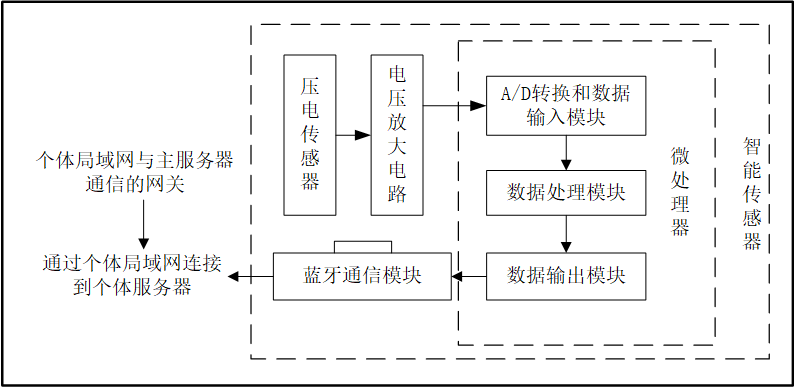 压电传感器
电压放大电路
A/D转换和数据
输入模块
数据处理模块
数据输出模块
微处理器
智能传感器
蓝牙通信模块
个体局域网与主服务器
通信的网关
通过个体局域网连接
到个体服务器